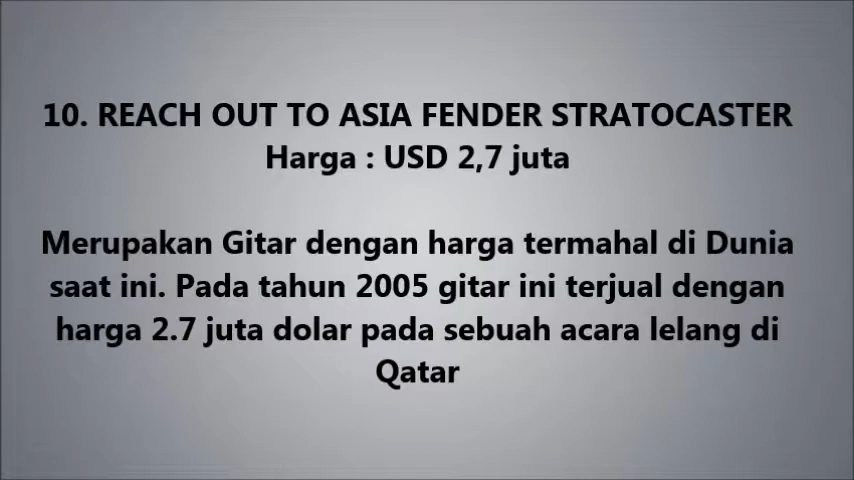 10. REACH OUT TO ASIA FENDER STRATOCASTER
Harga : USD 2,7 juta
Merupakan Gitar dengan harga termahal di Dunia
saat ini. Pada tahun 2005 gitar ini terjual dengan
harga 2.7 juta dolar pada sebuah acara lelang di
Qatar